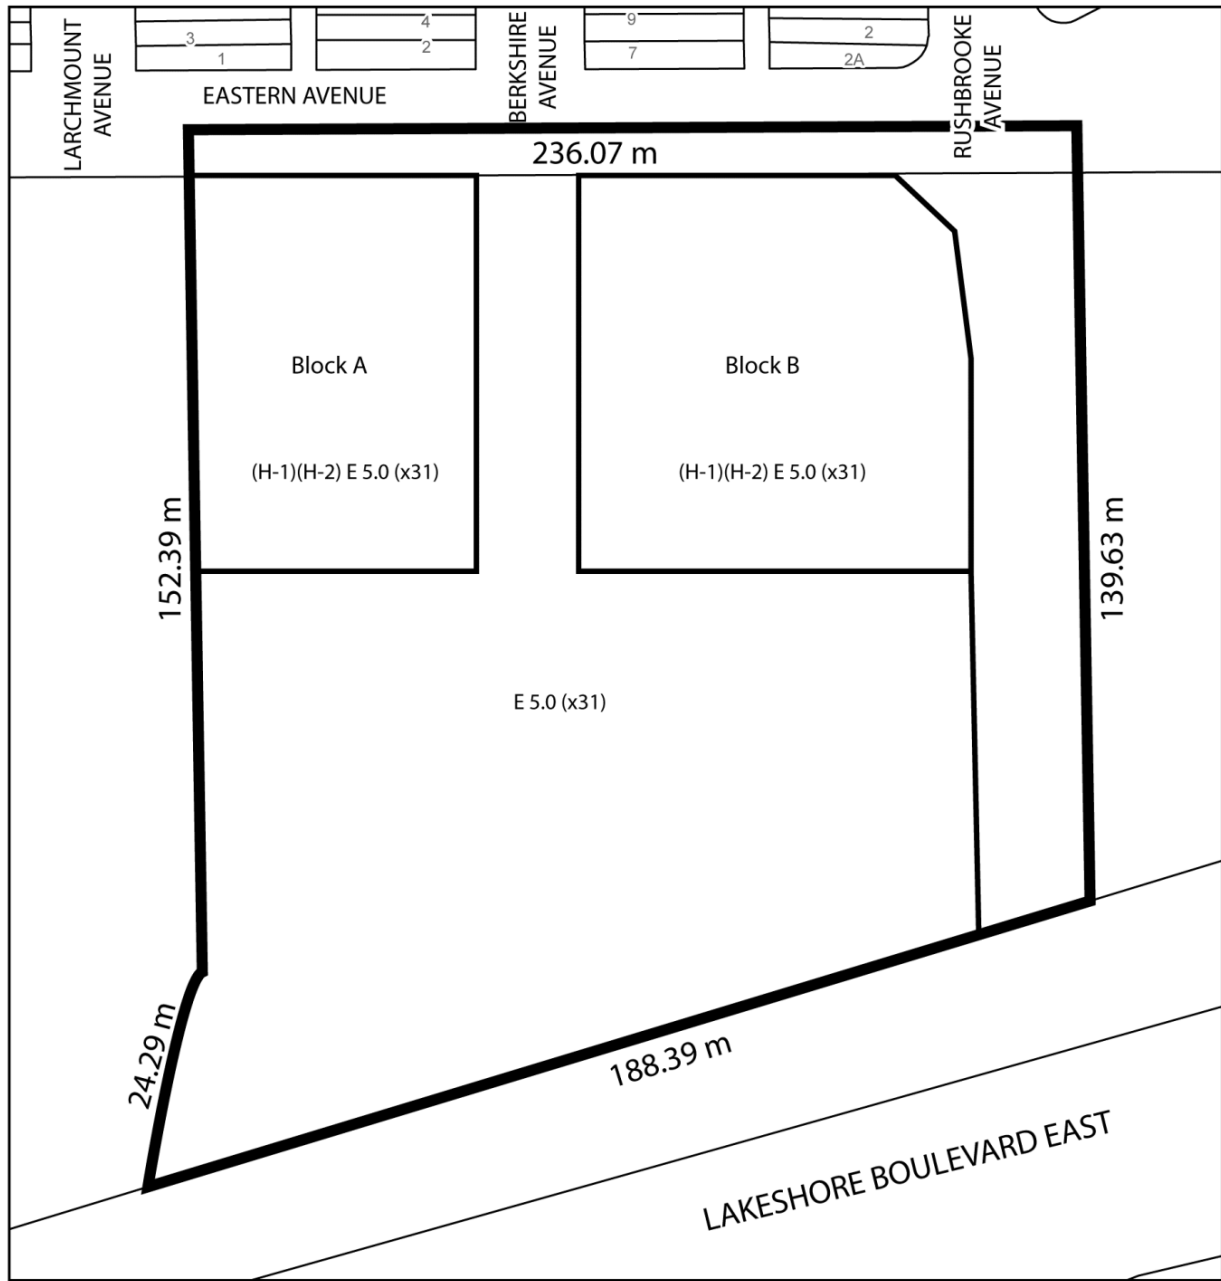 LARCHMOUNT
AVENUE
3
1
4
2
BERKSHIRE
AVENUE
9
7
2
2A
RUSHBROOKE
AVENUE
EASTERN AVENUE
236.07 m
Block A
(H-1)(H-2) E 5.0 (x31)
Block B
(H-1)(H-2) E 5.0 (x31)
152.39 m
139.63 m
E 5.0 (x31)
24.29 m
188.39 m
LAKESHORE BOULEVARD EAST